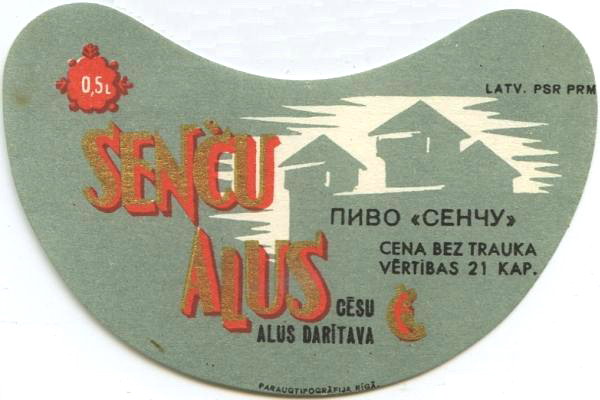 0,5L
LATV. PSR PRM
SENČU
ALUS
ПИВО «СЕНЧУ»
CENA BEZ TRAUKA
VĒRTĪBAS 21 KAP.
CĒSU
ALUS DARĪTAVA
PARAUGTIPOGRĀFIJA RĪGĀ.